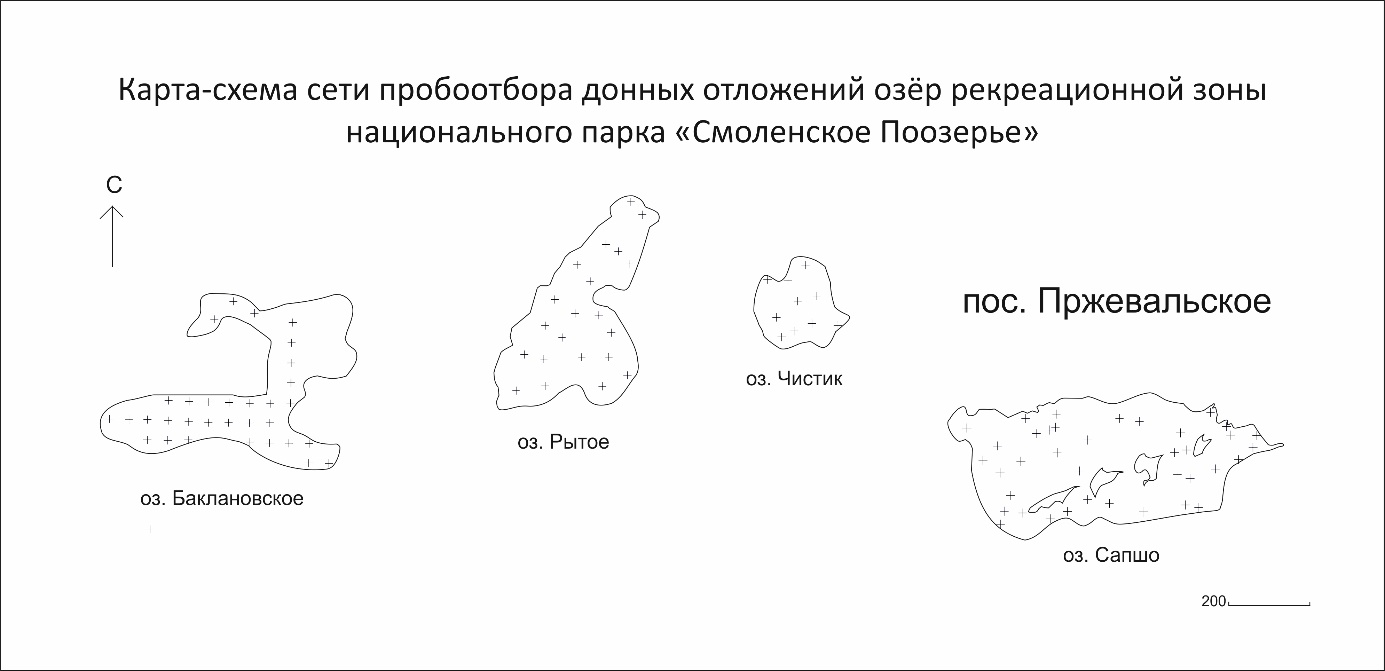 Карта-схема сети пробоотбора донных отложений озёр рекреационной зоны
национального парка «Смоленское Поозерье»
С
пос. Пржевальское
оз. Чистик
оз. Рытое
оз. Баклановское
оз. Сапшо
200